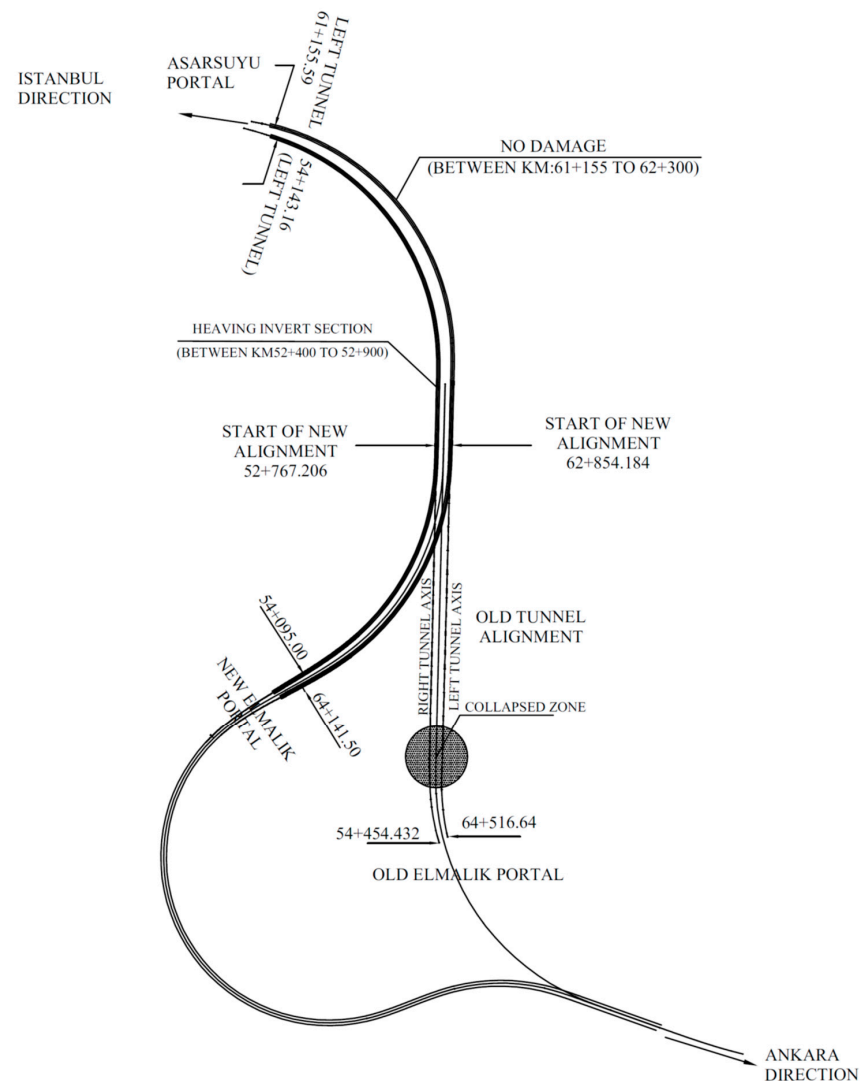 LEFT TUNNEL
61+155.59
ASARSUYU
PORTAL
ISTANBUL
DIRECTION
NO DAMAGE
(BETWEEN KM:61+155 TO 62+300)
54+143.16
(LEFT TUNNEL)
HEAVING INVERT SECTION
(BETWEEN KM52+400 TO 52+900)
START OF NEW
ALIGNMENT
52+767.206
START OF NEW
ALIGNMENT
62+854.184
54+095.00
64+141.50
NEW ELMALIK
PORTAL
RIGHT TUNNEL AXIS
LEFT TUNNEL AXIS
OLD TUNNEL
ALIGNMENT
COLLAPSED ZONE
54+454.432
64+516.64
OLD ELMALIK PORTAL
ANKARA
DIRECTION